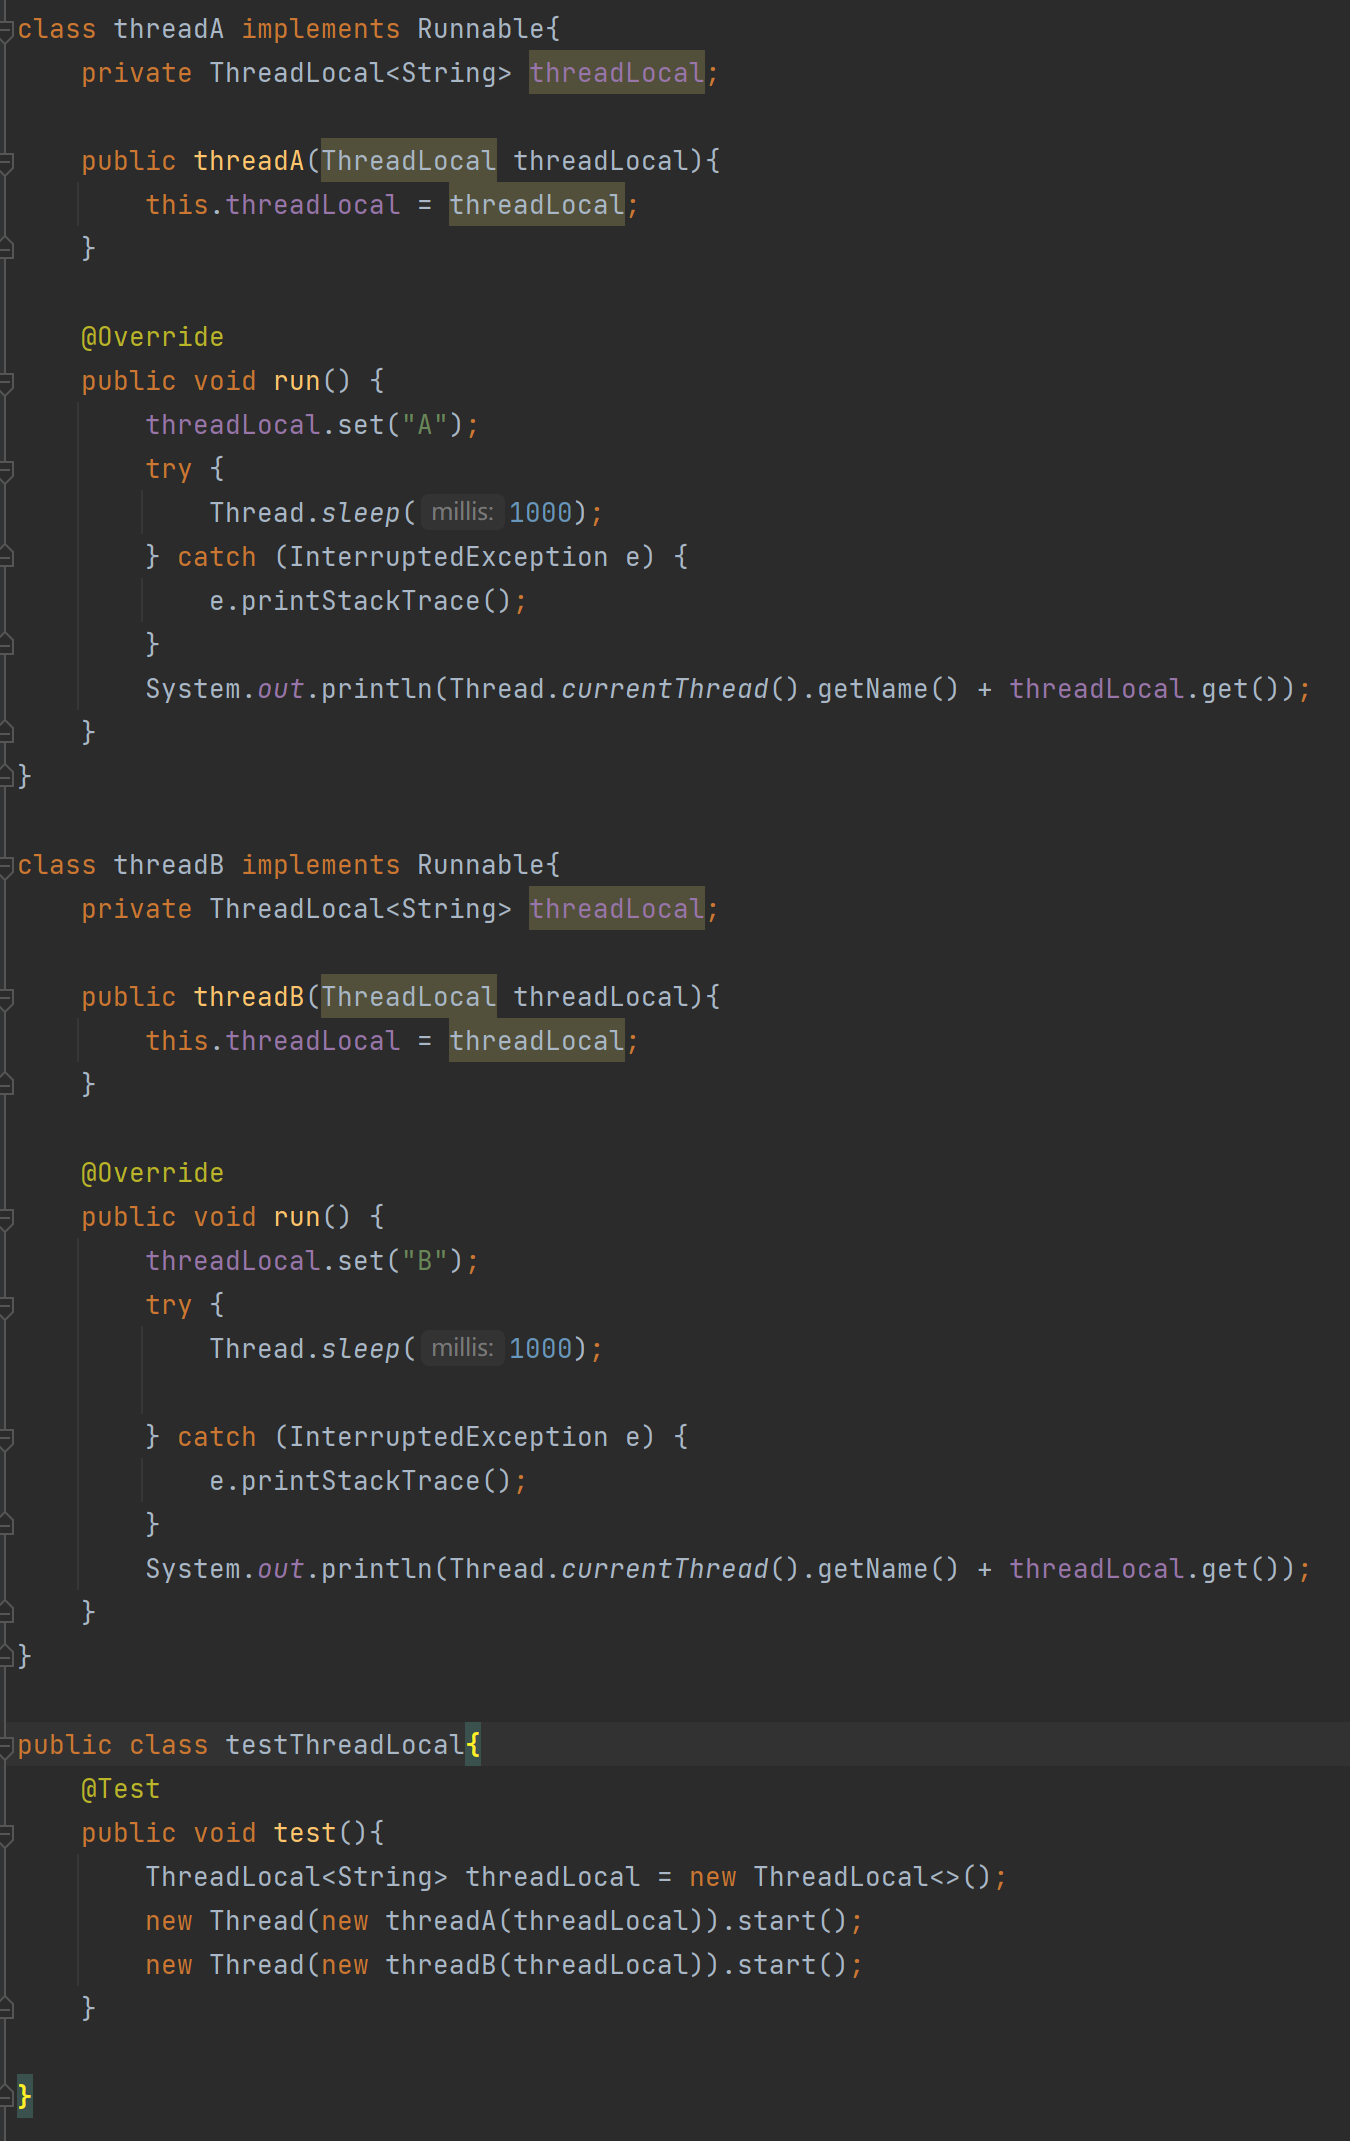 class threadA implements Runnable{
    private ThreadLocal<String> threadLocal;

    public threadA(ThreadLocal threadLocal){
        this.threadLocal = threadLocal;
    }

    @Override
    public void run() {
        threadLocal.set("A");
        try {
            Thread.sleep( millis: 1000);
        } catch (InterruptedException e) {
            e.printStackTrace();
        }
        System.out.println(Thread.currentThread().getName() + threadLocal.get());
    }
}

class threadB implements Runnable{
    private ThreadLocal<String> threadLocal;

    public threadB(ThreadLocal threadLocal){
        this.threadLocal = threadLocal;
    }

    @Override
    public void run() {
        threadLocal.set("B");
        try {
            Thread.sleep( millis: 1000);

        } catch (InterruptedException e) {
            e.printStackTrace();
        }
        System.out.println(Thread.currentThread().getName() + threadLocal.get());
    }
}

public class testThreadLocal{
    @Test
    public void test(){
        ThreadLocal<String> threadLocal = new ThreadLocal<>();
        new Thread(new threadA(threadLocal)).start();
        new Thread(new threadB(threadLocal)).start();
    }

}